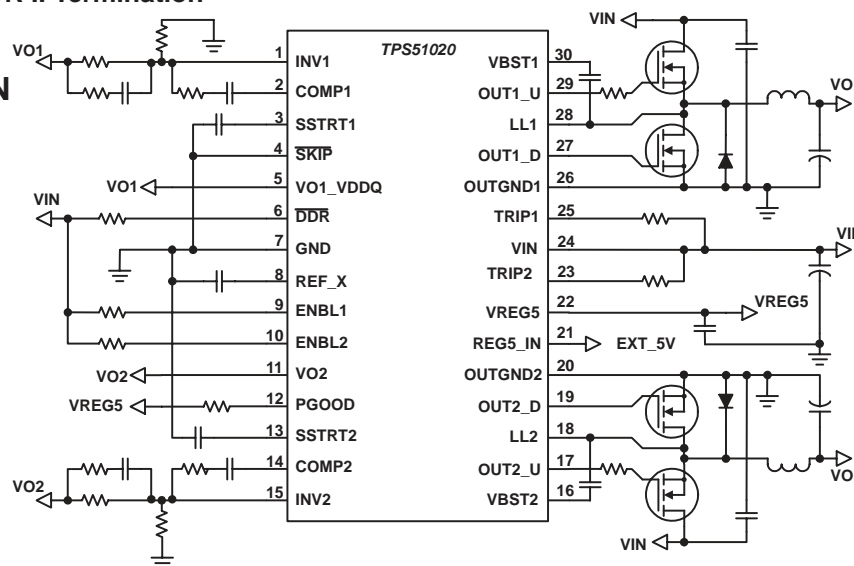 VO1
1
INV1
2
COMP1
3
SSTRT1
4
SKIP
VO1
5
VO1_VDDQ
VIN
6
DDR
7
GND
8
REF_X
9
ENBL1
10
ENBL2
VO2
11
VO2
VREG5
12
PGOOD
13
SSTRT2
14
COMP2
VO2
15
INV2
TPS51020
VIN
VBST1
30
OUT1_U
29
LL1
28
OUT1_D
27
OUTGND1
26
TRIP1
25
VIN
24
TRIP2
23
VREG5
22
VREG5
REG5_IN
21
EXT_5V
OUTGND2
20
OUT2_D
19
LL2
18
OUT2_U
17
VBST2
16
VIN
VO
VO